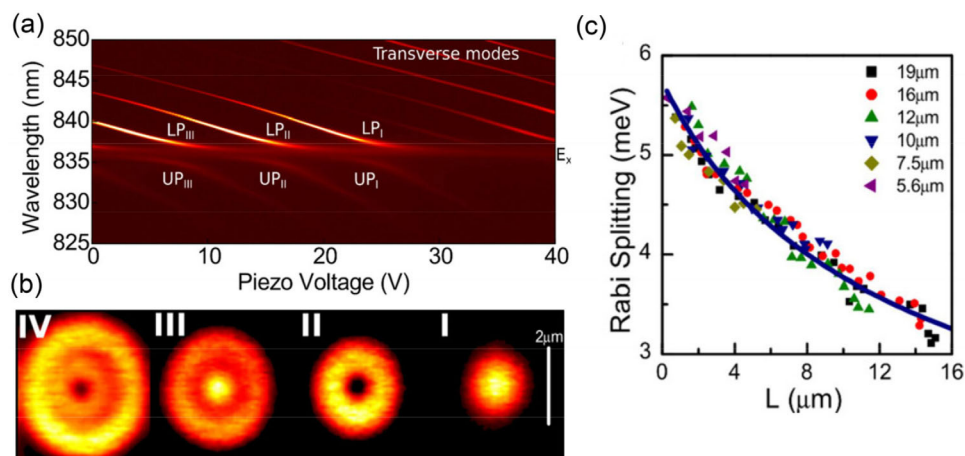 (a)
850
845
840
835
830
825
Wavelength (nm)
Transverse modes
LP_III
LP_II
LP_I
UP_III
UP_II
UP_I
E_x
0
10
20
30
40
Piezo Voltage (V)
(b)
IV
III
II
I
2μm
(c)
6
5
4
3
Rabi Splitting (meV)
19μm
16μm
12μm
10μm
7.5μm
5.6μm
0
4
8
12
16
L (μm)